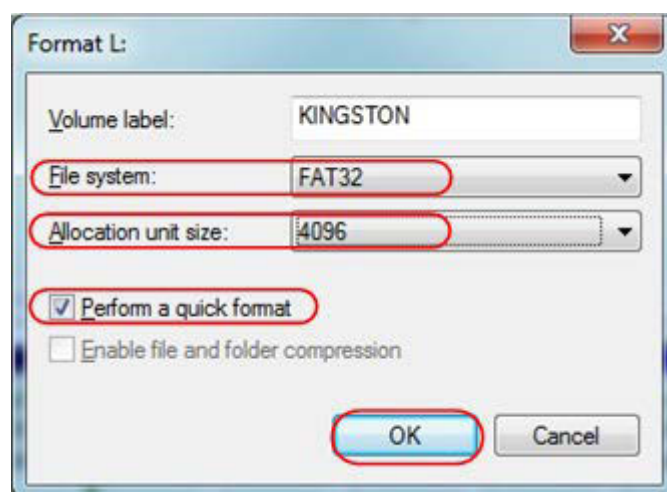 Format L:
Volume label: KINGSTON
File system: FAT32
Allocation unit size: 4096
Perform a quick format
Enable file and folder compression
OK Cancel